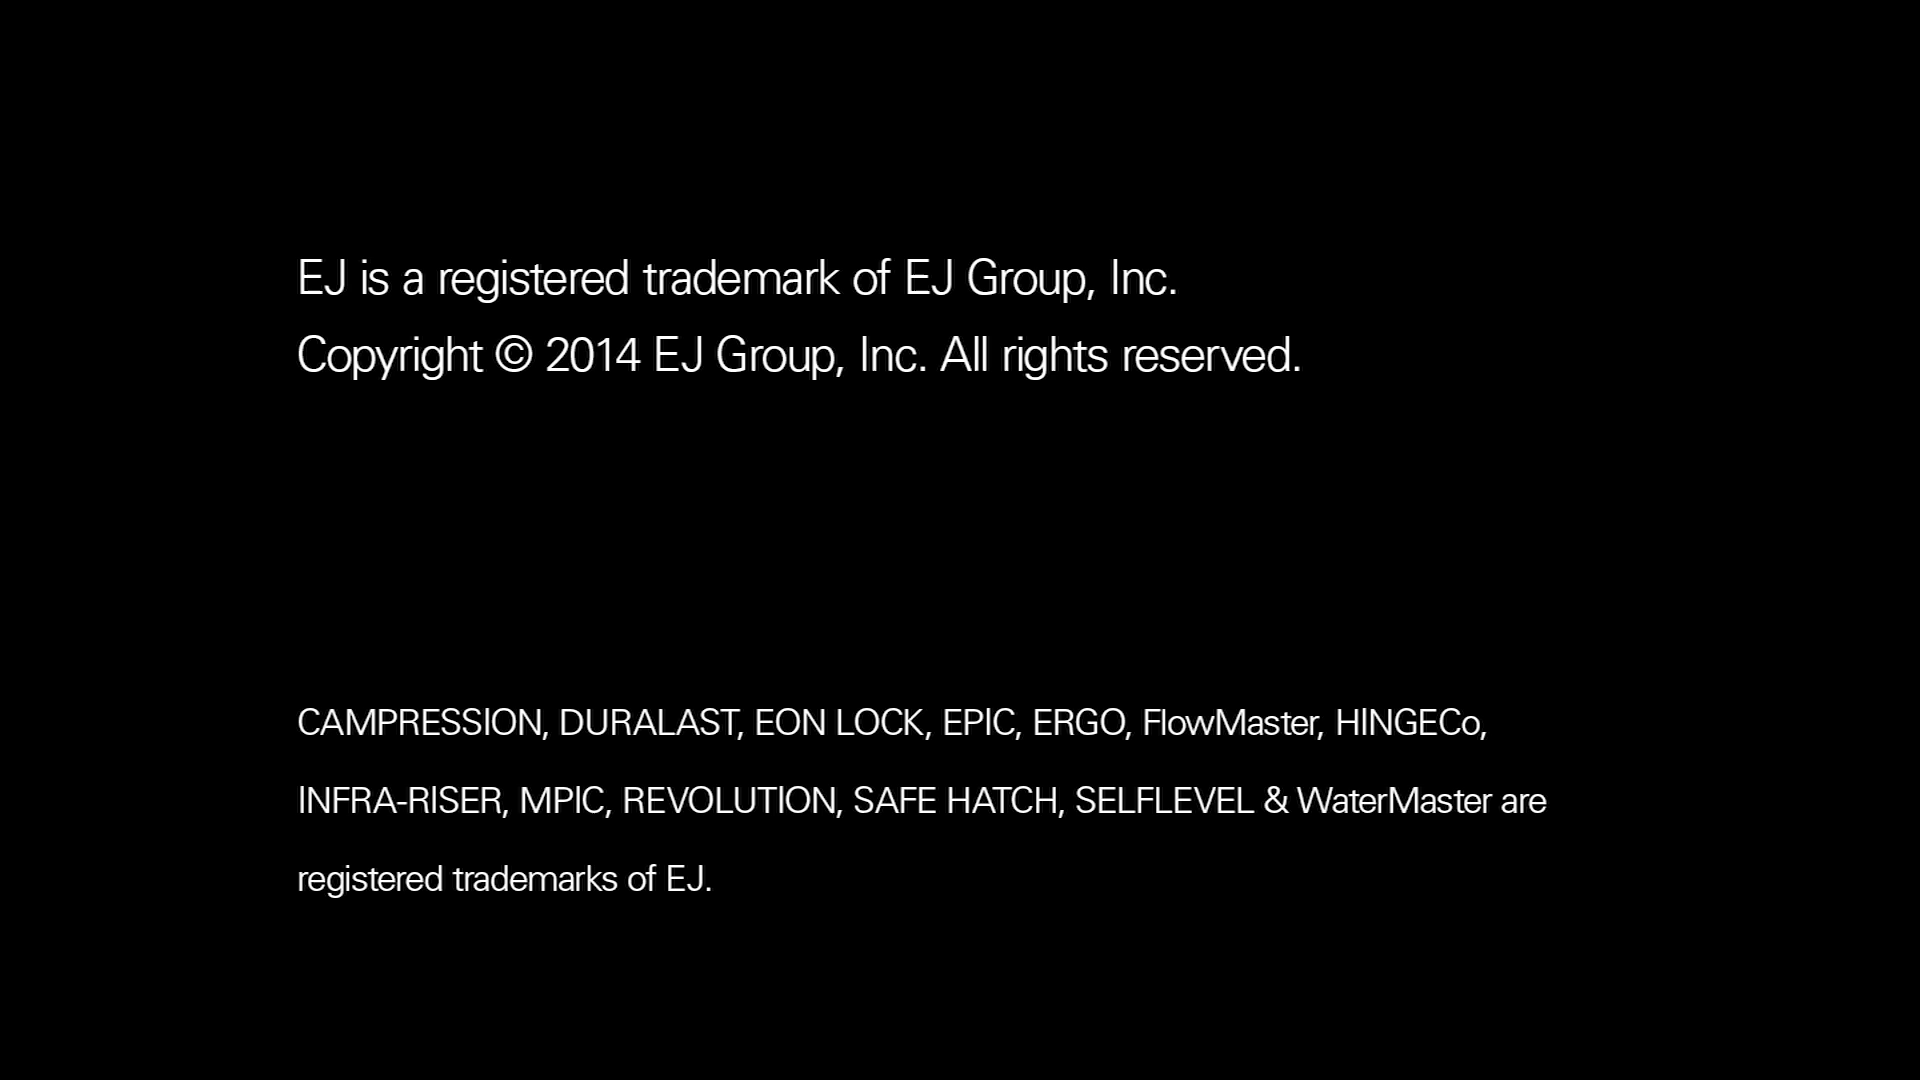 EJ is a registered trademark of EJ Group, Inc.
Copyright © 2014 EJ Group, Inc. All rights reserved.
CAMPRESSION, DURALAST, EON LOCK, EPIC, ERGO, FlowMaster, HINGECo,
INFRA-RISER, MPIC, REVOLUTION, SAFE HATCH, SELFLEVEL & WaterMaster are
registered trademarks of EJ.